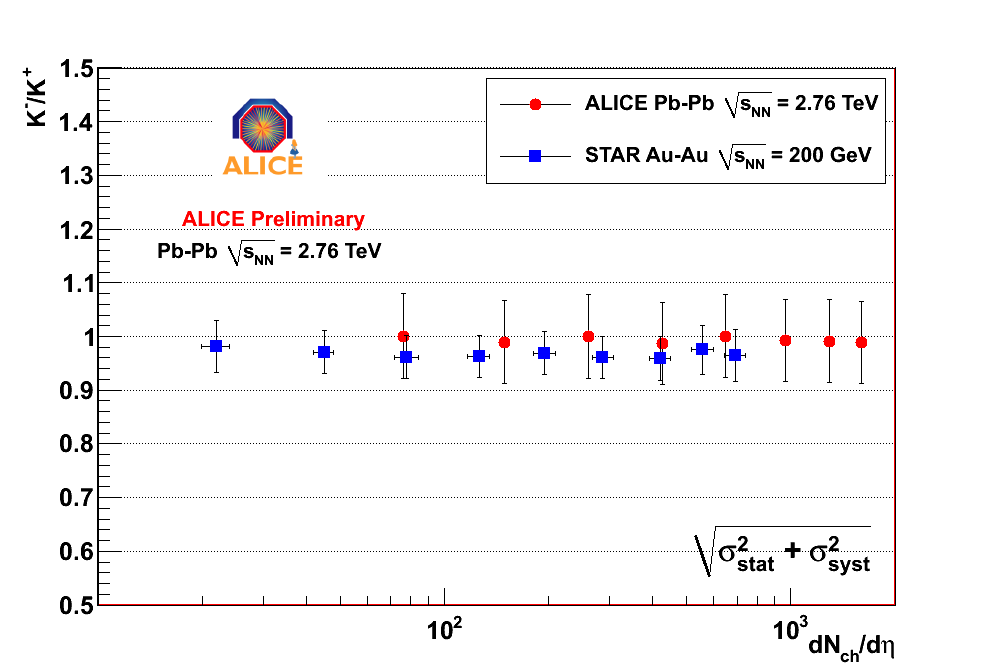 K⁻/K⁺
1.5
1.4
1.3
1.2
1.1
1
0.9
0.8
0.7
0.6
0.5
ALICE
ALICE Preliminary
Pb-Pb √s_NN = 2.76 TeV
ALICE Pb-Pb √s_NN = 2.76 TeV
STAR Au-Au √s_NN = 200 GeV
√σ²_stat + σ²_syst
10²
10³
dN_ch/dη